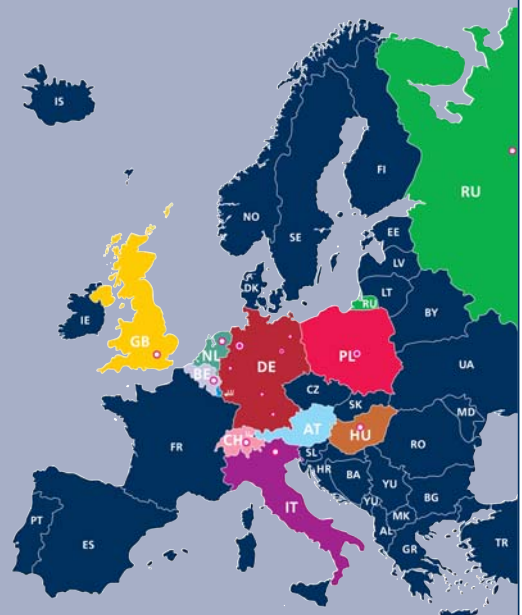 IS
FI
RU
NO
SE
EE
LV
DK
LT
RU
IE
BY
GB
NL
DE
PL
BE
UA
CZ
SK
MD
AT
HU
CH
FR
RO
SL
HR
BA
YU
IT
YU
BG
PT
MK
AL
ES
GR
TR